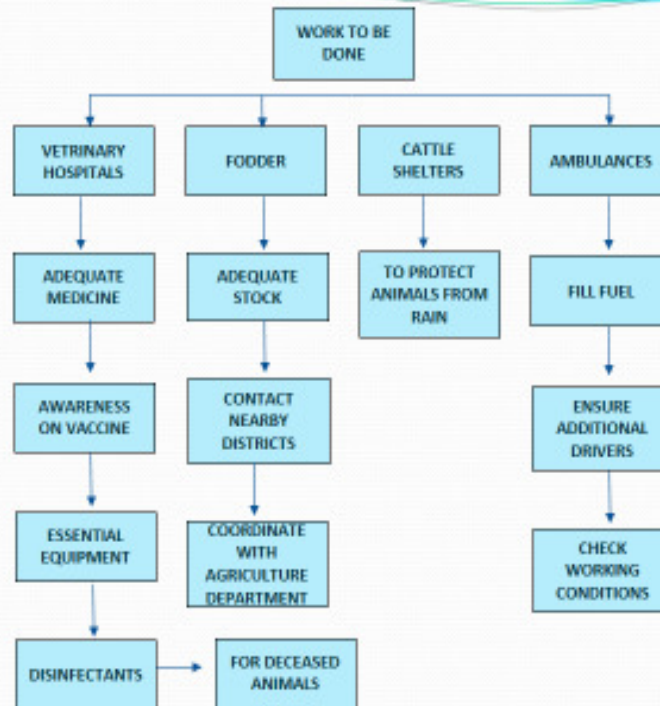 WORK TO BE
DONE
VETRINARY
HOSPITALS
FODDER
CATTLE
SHELTERS
AMBULANCES
ADEQUATE
MEDICINE
ADEQUATE
STOCK
TO PROTECT
ANIMALS FROM
RAIN
FILL FUEL
AWARENESS
ON VACCINE
CONTACT
NEARBY
DISTRICTS
ENSURE
ADDITIONAL
DRIVERS
ESSENTIAL
EQUIPMENT
COORDINATE
WITH
AGRICULTURE
DEPARTMENT
CHECK
WORKING
CONDITIONS
DISINFECTANTS
FOR DECEASED
ANIMALS